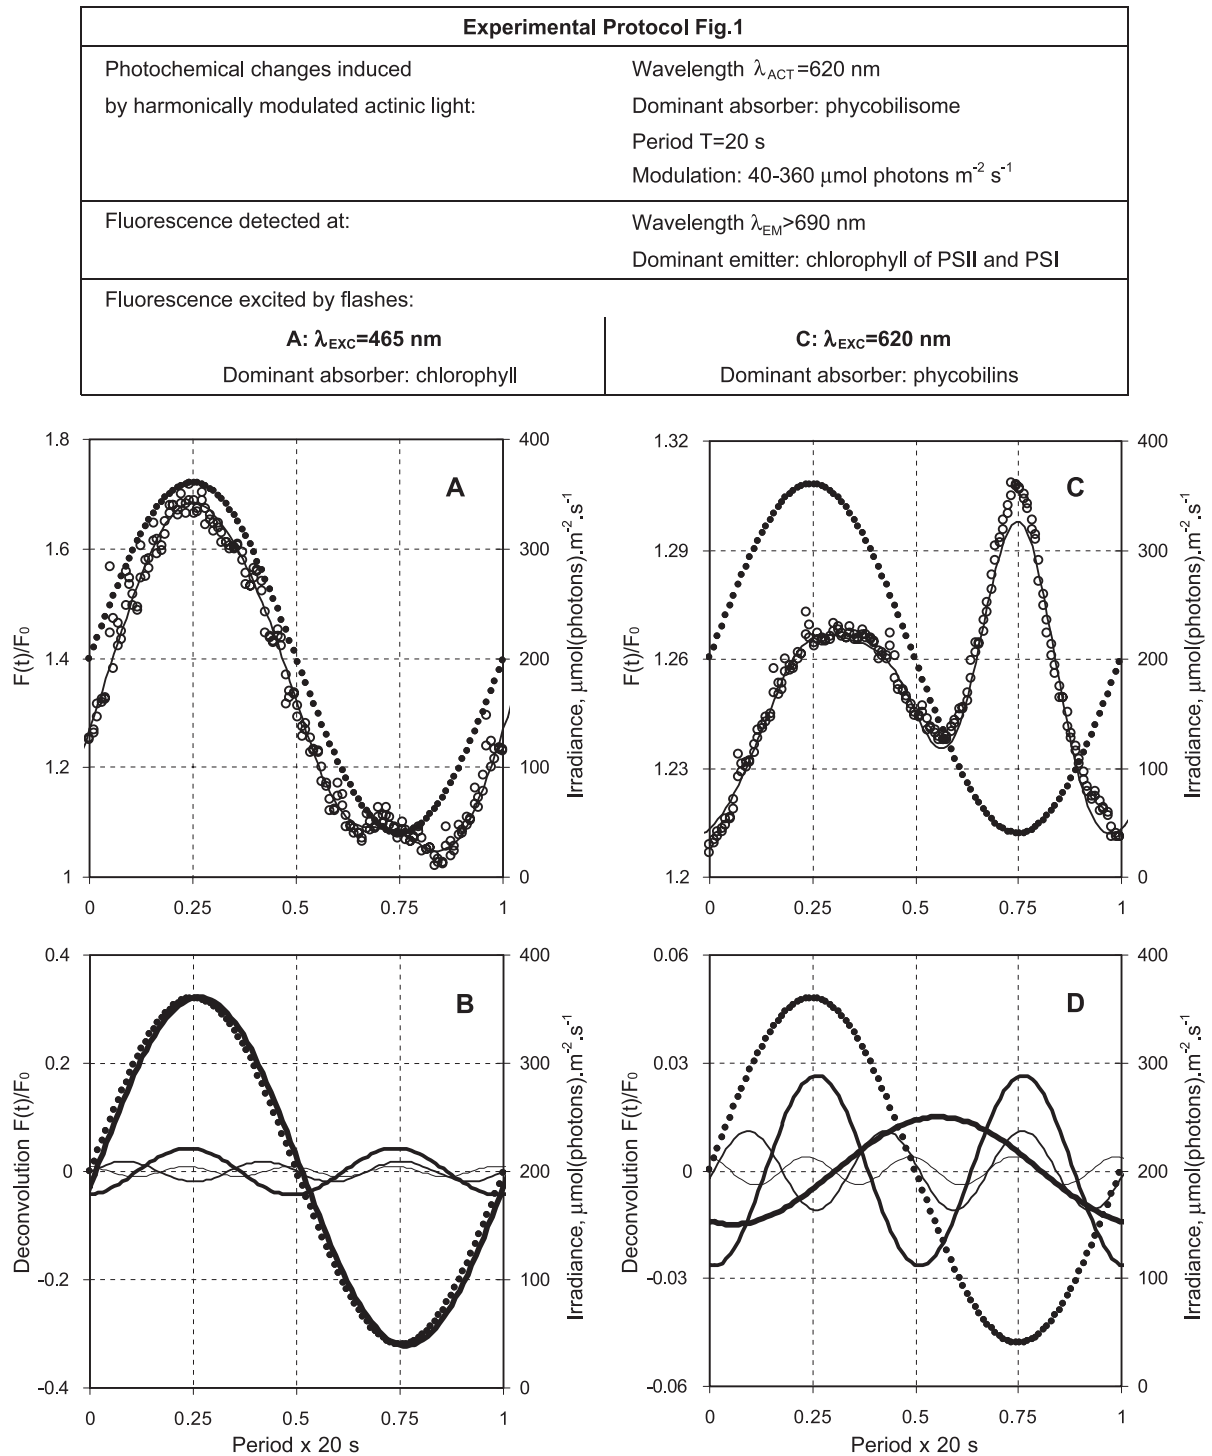 Experimental Protocol Fig.1
Photochemical changes induced
by harmonically modulated actinic light:
Wavelength λACT=620 nm
Dominant absorber: phycobilisome
Period T=20 s
Modulation: 40-360 μmol photons m-2 s-1
Fluorescence detected at:
Wavelength λEM>690 nm
Dominant emitter: chlorophyll of PSII and PSI
Fluorescence excited by flashes:
A: λEXC=465 nm
Dominant absorber: chlorophyll
C: λEXC=620 nm
Dominant absorber: phycobilins
A
F(t)/F0
1.8
1.6
1.4
1.2
1
400
300
200
100
0
Irradiance, μmol(photons).m-2.s-1
0 0.25 0.5 0.75 1
C
F(t)/F0
1.32
1.29
1.26
1.23
1.2
400
300
200
100
0
Irradiance, μmol(photons).m-2.s-1
0 0.25 0.5 0.75 1
B
Deconvolution F(t)/F0
0.4
0.2
0
-0.2
-0.4
400
300
200
100
0
Irradiance, μmol(photons).m-2.s-1
0 0.25 0.5 0.75 1
Period x 20 s
D
Deconvolution F(t)/F0
0.06
0.03
0
-0.03
-0.06
400
300
200
100
0
Irradiance, μmol(photons).m-2.s-1
0 0.25 0.5 0.75 1
Period x 20 s